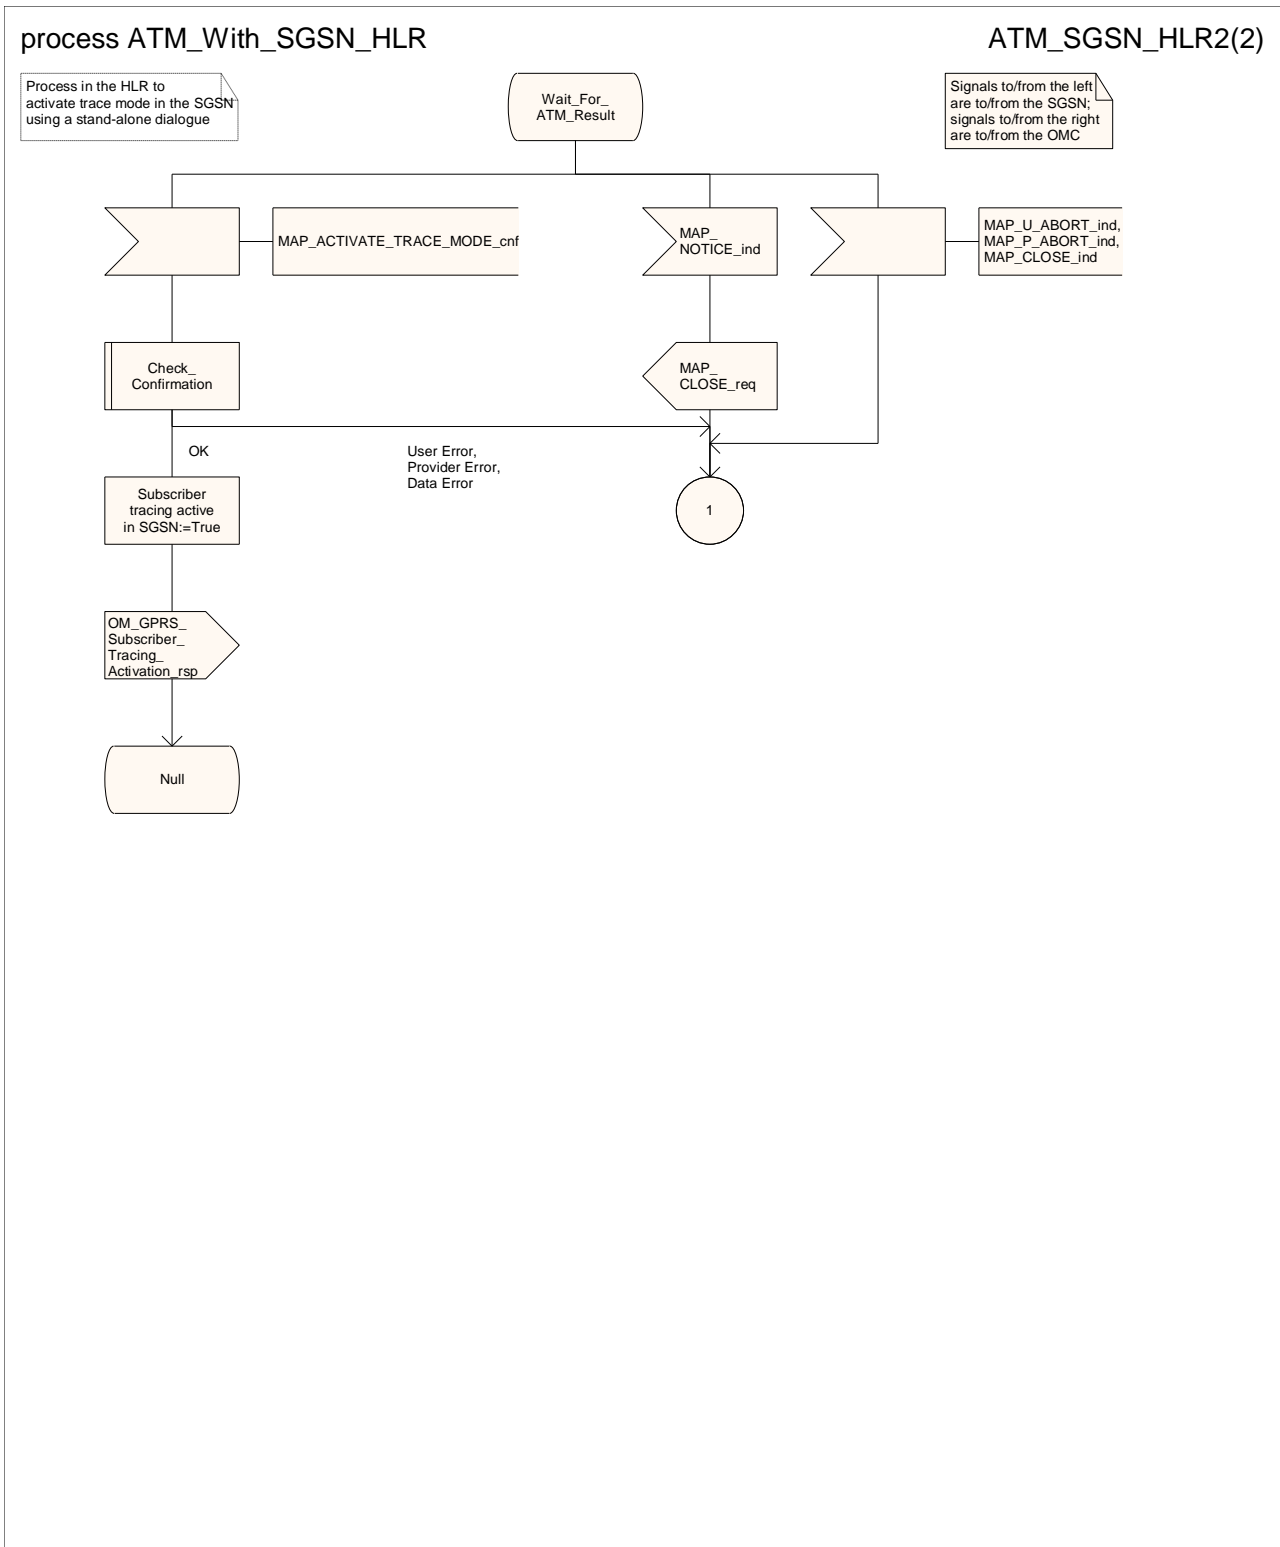 process ATM_With_SGSN_HLR
ATM_SGSN_HLR2(2)
Process in the HLR to
activate trace mode in the SGSN
using a stand-alone dialogue
Wait_For_
ATM_Result
Signals to/from the left
are to/from the SGSN;
signals to/from the right
are to/from the OMC
MAP_ACTIVATE_TRACE_MODE_cnf
MAP_
NOTICE_ind
MAP_U_ABORT_ind,
MAP_P_ABORT_ind,
MAP_CLOSE_ind
Check_
Confirmation
MAP_
CLOSE_req
OK
User Error,
Provider Error,
Data Error
Subscriber
tracing active
in SGSN:=True
1
OM_GPRS_
Subscriber_
Tracing_
Activation_rsp
Null